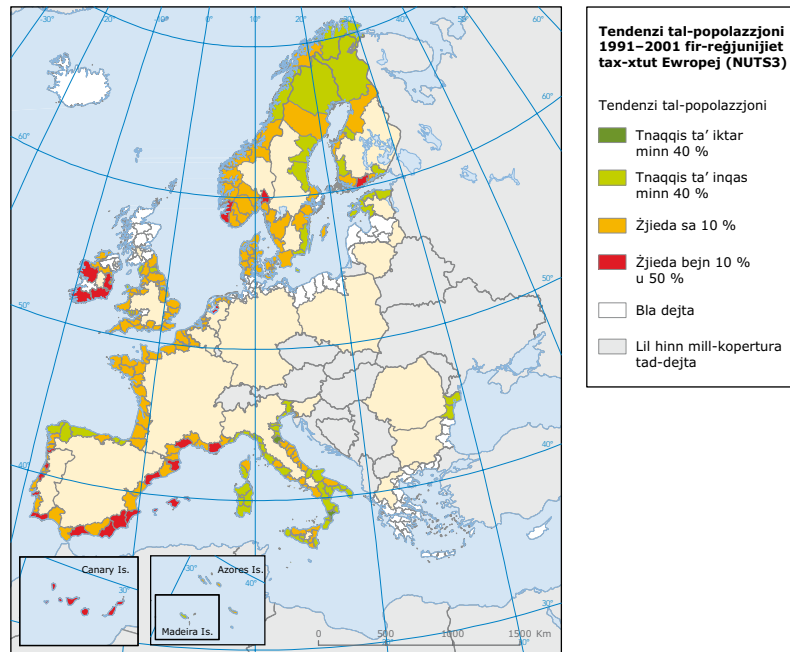 Tendenzi tal-popolazzjoni
1991–2001 fir-reġjunijiet
tax-xtut Ewropej (NUTS3)
Tendenzi tal-popolazzjoni
Tnaqqis ta’ iktar
minn 40 %
Tnaqqis ta’ inqas
minn 40 %
Żjieda sa 10 %
Żjieda bejn 10 %
u 50 %
Bla dejta
Lil hinn mill-kopertura
tad-dejta
-30° -20° -10° 0° 10° 20° 30° 40° 50° 60°
60°
50°
40°
60°
50°
40°
Canary Is.
30°
Azores Is.
40°
30°
Madeira Is.
0 500 1000 1500 Km